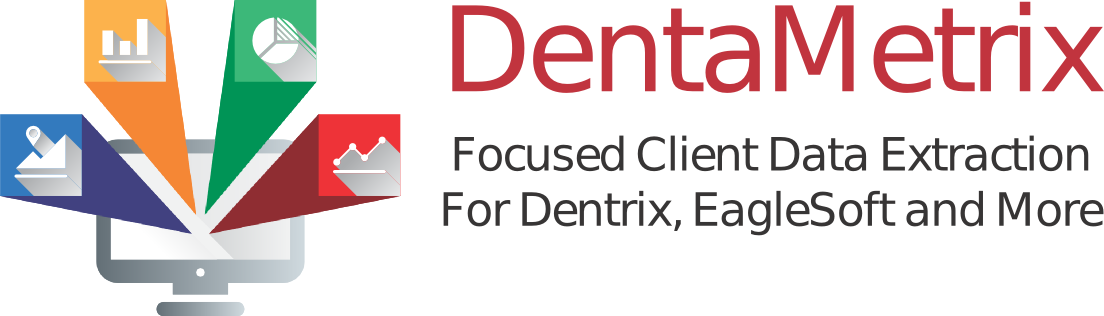 DentaMetrix
Focused Client Data Extraction
For Dentrix, EagleSoft and More